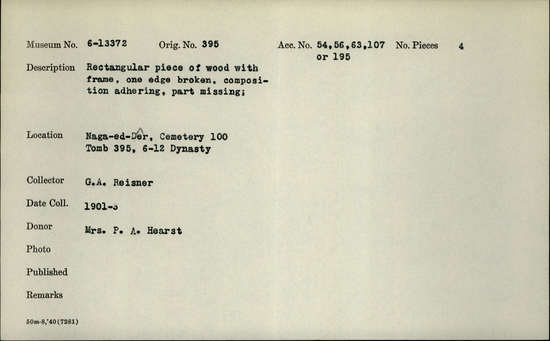 Museum No. 6-13372 Orig. No. 395 Acc. No. 54,56,63,107 No. Pieces 4
or 195
Description Rectangular piece of wood with
frame, one edge broken, composi-
tion adhering, part missing;
Location Naga-ed-Dêr, Cemetery 100
Tomb 395, 6-12 Dynasty
Collector G.A. Reisner
Date Coll. 1901-3
Donor Mrs. P. A. Hearst
Photo
Published
Remarks
50m-8,'40(7281)